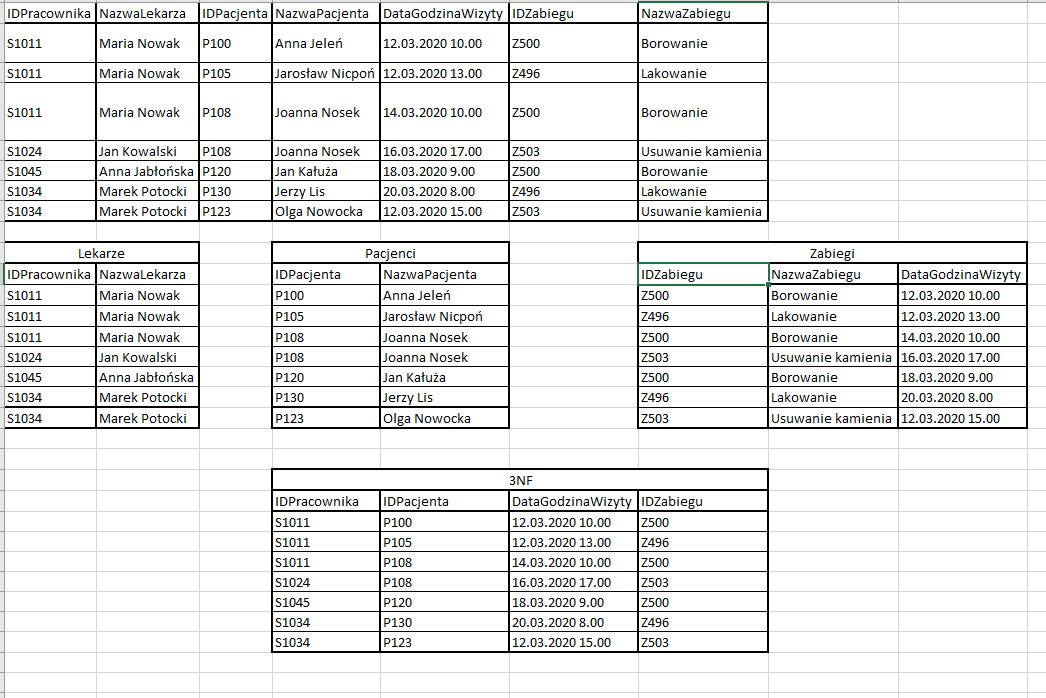 IDPracownika NazwaLekarza IDPacjenta NazwaPacjenta DataGodzinaWizyty IDZabiegu NazwaZabiegu
S1011 Maria Nowak P100 Anna Jeleń 12.03.2020 10.00 Z500 Borowanie
S1011 Maria Nowak P105 Jarosław Nicpoń 12.03.2020 13.00 Z496 Lakowanie
S1011 Maria Nowak P108 Joanna Nosek 14.03.2020 10.00 Z500 Borowanie
S1024 Jan Kowalski P108 Joanna Nosek 16.03.2020 17.00 Z503 Usuwanie kamienia
S1045 Anna Jabłońska P120 Jan Kałuża 18.03.2020 9.00 Z500 Borowanie
S1034 Marek Potocki P130 Jerzy Lis 20.03.2020 8.00 Z496 Lakowanie
S1034 Marek Potocki P123 Olga Nowocka 12.03.2020 15.00 Z503 Usuwanie kamienia
Lekarze
IDPracownika NazwaLekarza
S1011 Maria Nowak
S1011 Maria Nowak
S1011 Maria Nowak
S1024 Jan Kowalski
S1045 Anna Jabłońska
S1034 Marek Potocki
S1034 Marek Potocki
Pacjenci
IDPacjenta NazwaPacjenta
P100 Anna Jeleń
P105 Jarosław Nicpoń
P108 Joanna Nosek
P108 Joanna Nosek
P120 Jan Kałuża
P130 Jerzy Lis
P123 Olga Nowocka
Zabiegi
IDZabiegu NazwaZabiegu DataGodzinaWizyty
Z500 Borowanie 12.03.2020 10.00
Z496 Lakowanie 12.03.2020 13.00
Z500 Borowanie 14.03.2020 10.00
Z503 Usuwanie kamienia 16.03.2020 17.00
Z500 Borowanie 18.03.2020 9.00
Z496 Lakowanie 20.03.2020 8.00
Z503 Usuwanie kamienia 12.03.2020 15.00
3NF
IDPracownika IDPacjenta DataGodzinaWizyty IDZabiegu
S1011 P100 12.03.2020 10.00 Z500
S1011 P105 12.03.2020 13.00 Z496
S1011 P108 14.03.2020 10.00 Z500
S1024 P108 16.03.2020 17.00 Z503
S1045 P120 18.03.2020 9.00 Z500
S1034 P130 20.03.2020 8.00 Z496
S1034 P123 12.03.2020 15.00 Z503